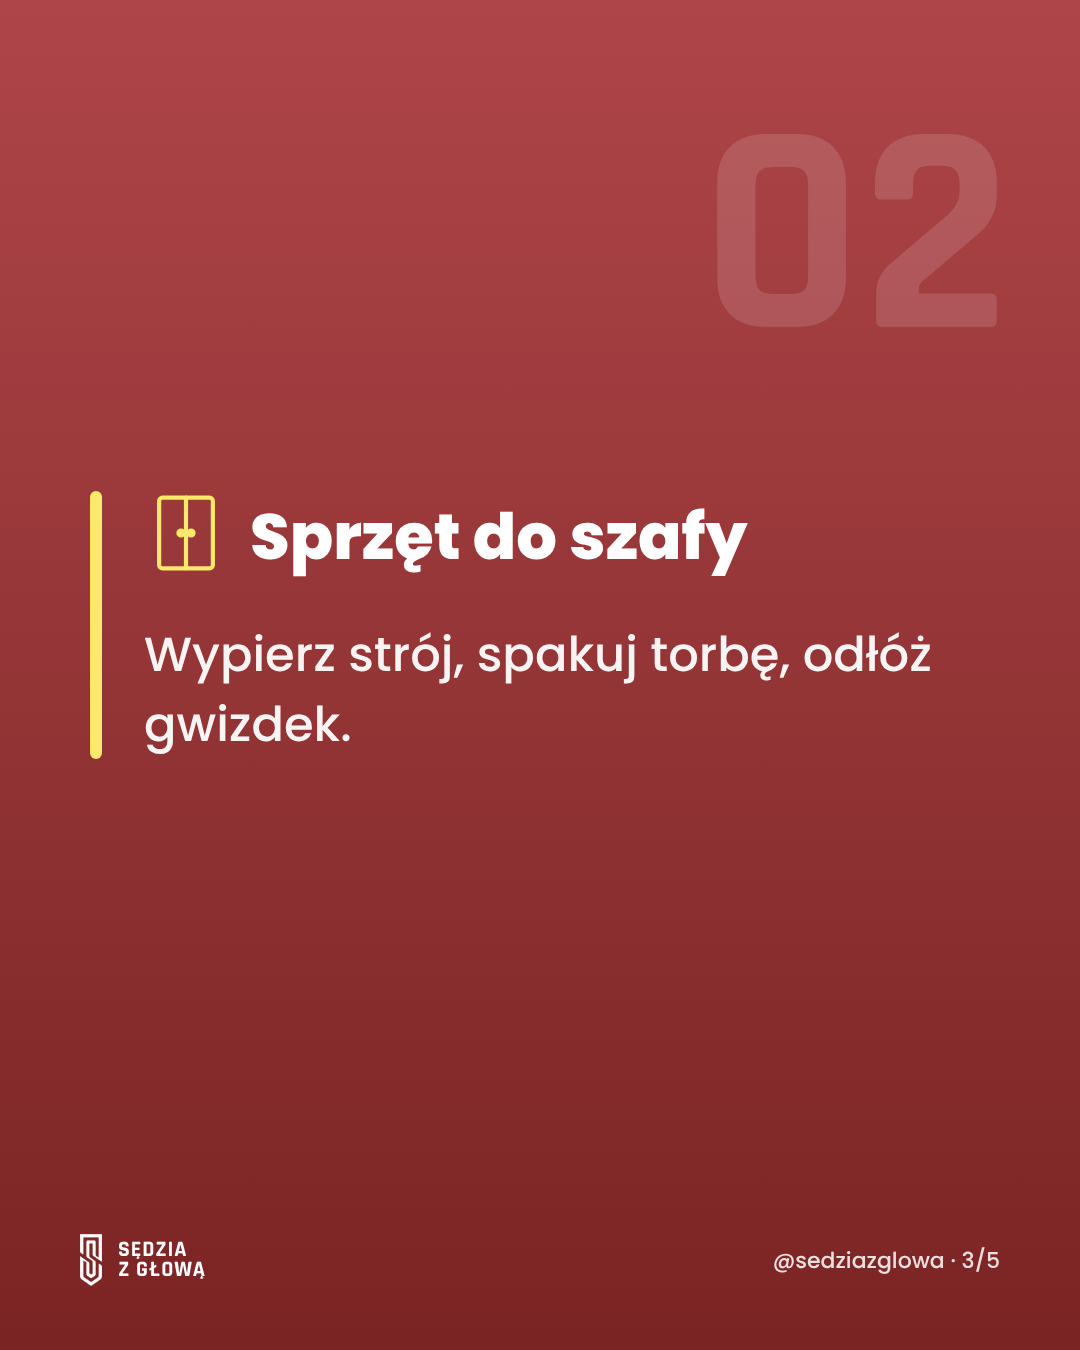 02
Sprzęt do szafy
Wypierz strój, spakuj torbę, odłóż
gwizdek.
SĘDZIA
Z GŁOWĄ
@sedziazglowa · 3/5